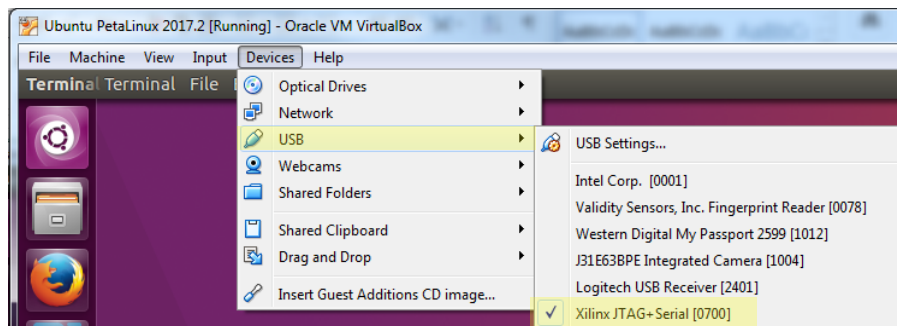 Ubuntu PetaLinux 2017.2 [Running] - Oracle VM VirtualBox
File Machine View Input Devices Help
Terminal Terminal File
Optical Drives
Network
USB
Webcams
Shared Folders
Shared Clipboard
Drag and Drop
Insert Guest Additions CD image...
USB Settings...
Intel Corp. [0001]
Validity Sensors, Inc. Fingerprint Reader [0078]
Western Digital My Passport 2599 [1012]
J31E63BPE Integrated Camera [1004]
Logitech USB Receiver [2401]
Xilinx JTAG+Serial [0700]